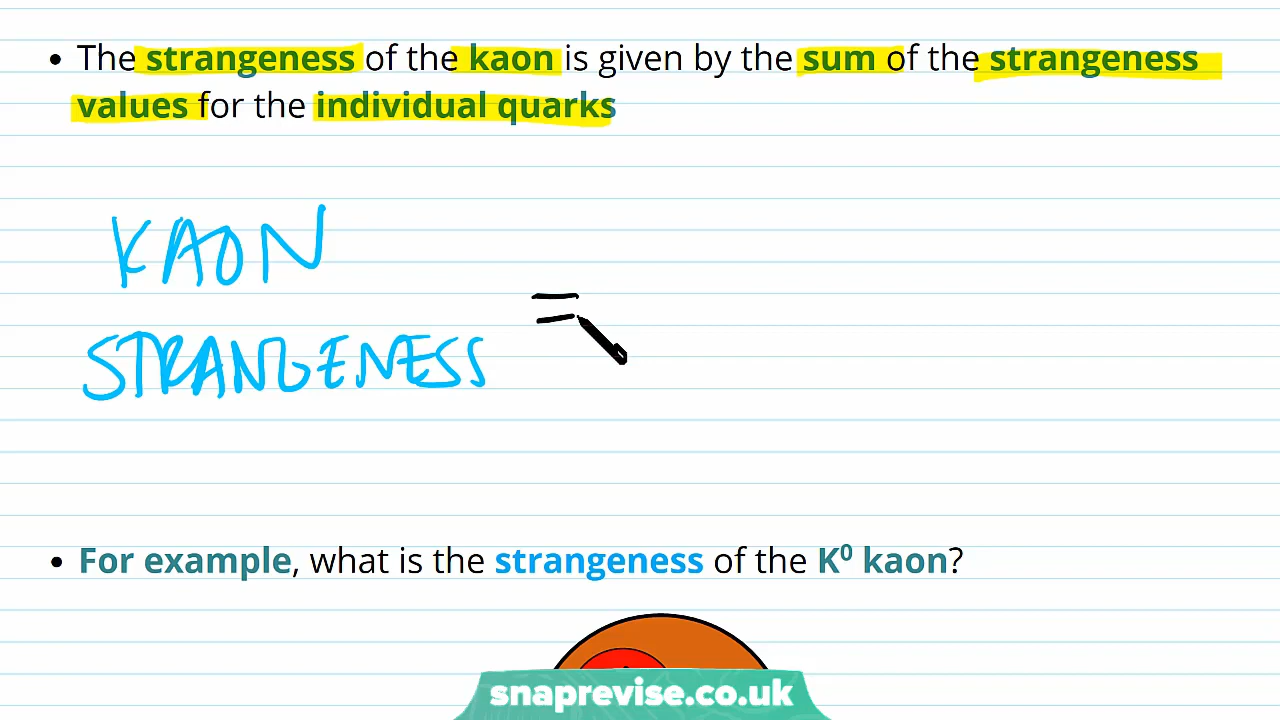 • The strangeness of the kaon is given by the sum of the strangeness
values for the individual quarks
KAON
STRANGENESS =
• For example, what is the strangeness of the K⁰ kaon?
snaprevise.co.uk